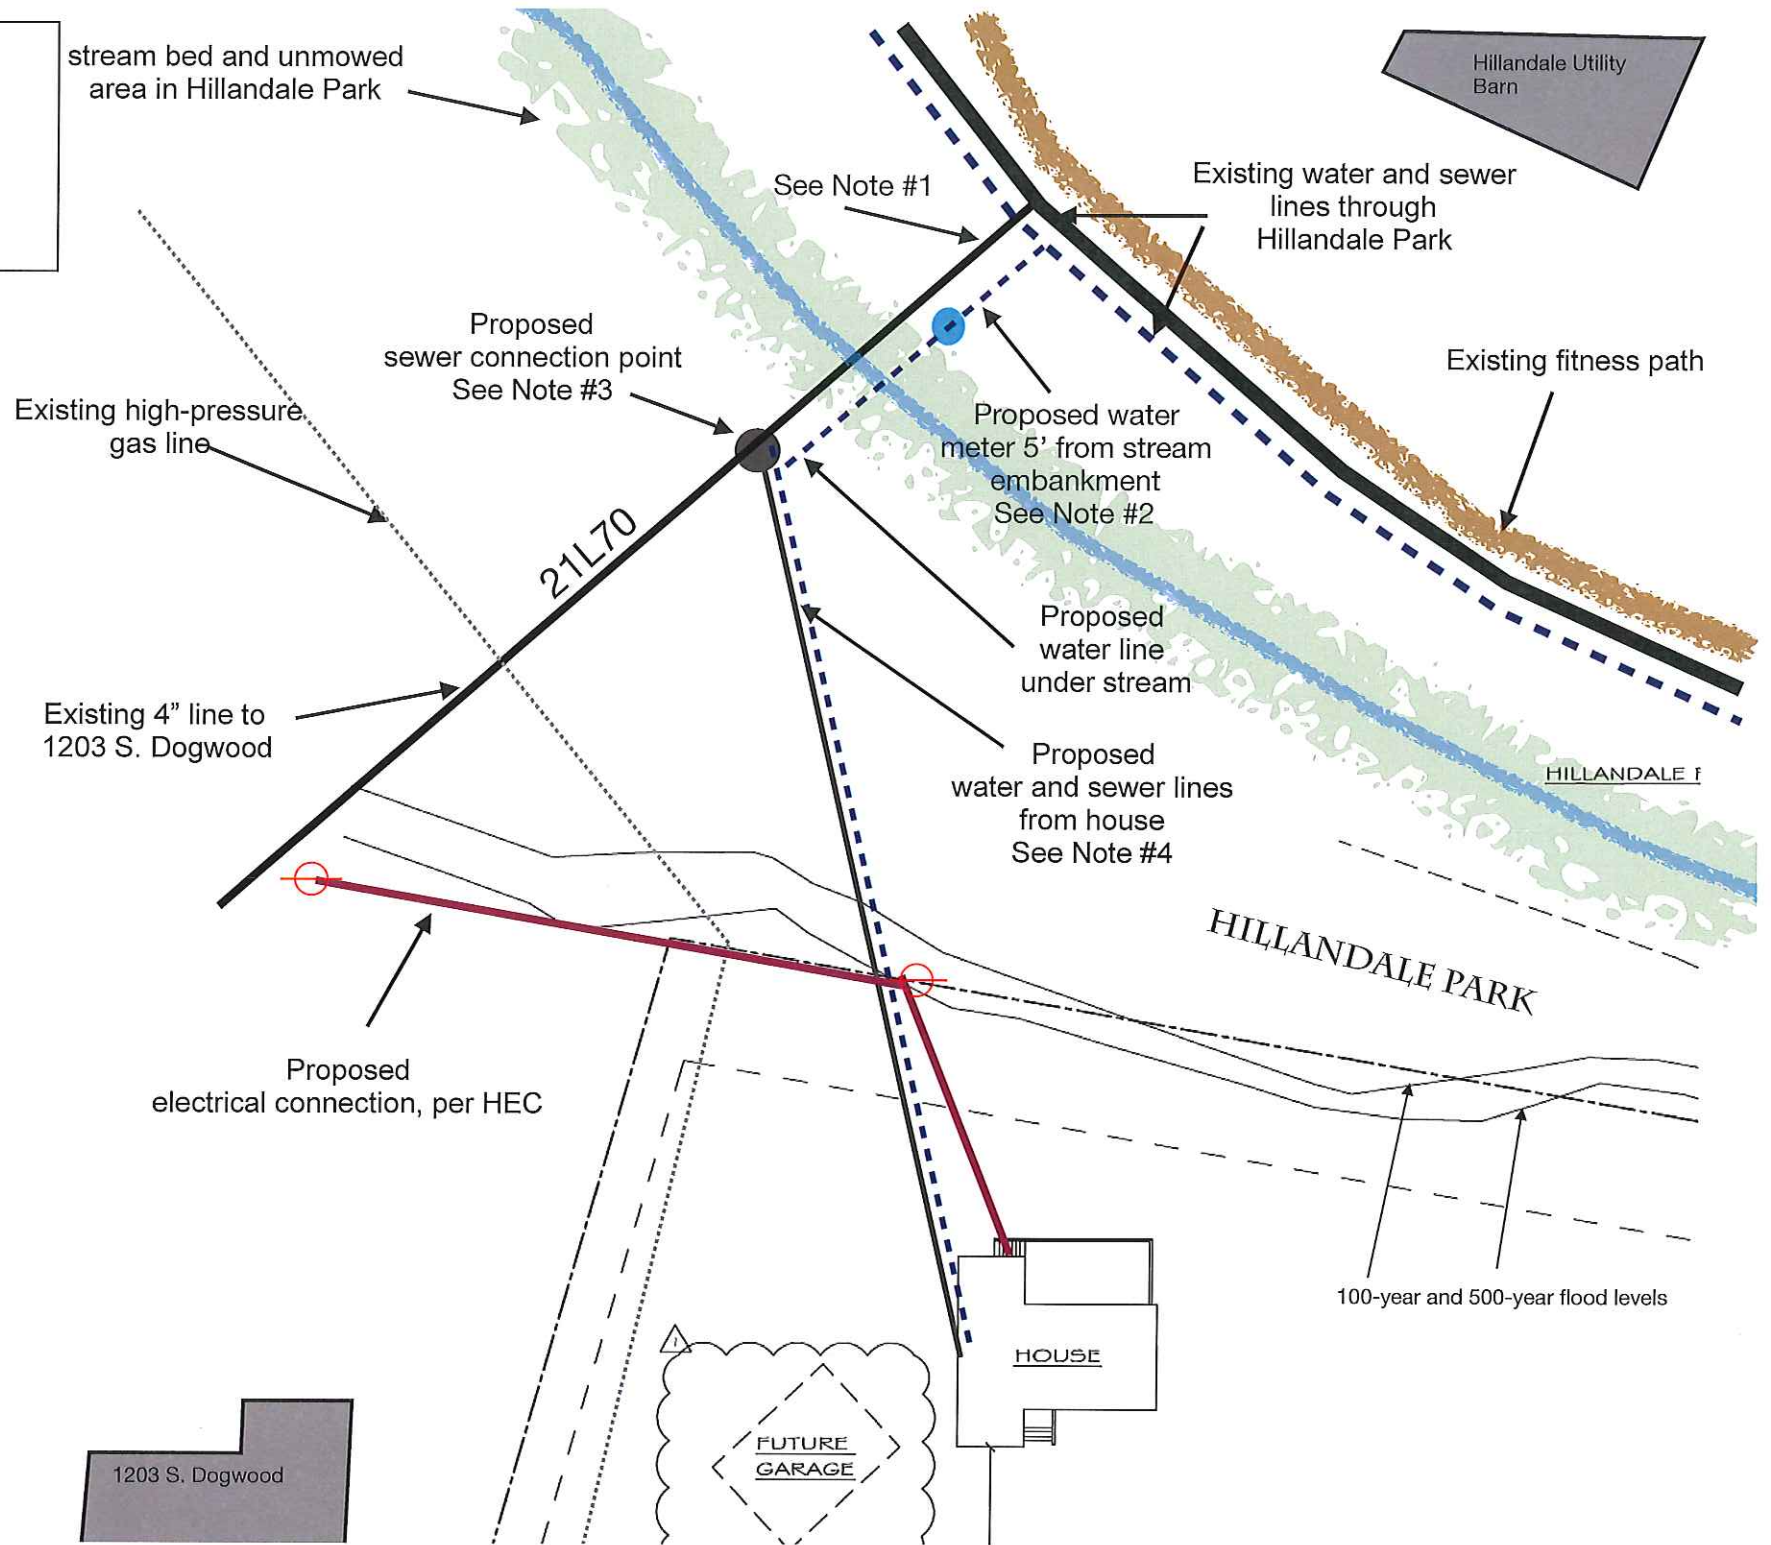 stream bed and unmowed
area in Hillandale Park
Hillandale Utility
Barn
See Note #1
Existing water and sewer
lines through
Hillandale Park
Proposed
sewer connection point
See Note #3
Existing fitness path
Existing high-pressure
gas line
Proposed water
meter 5' from stream
embankment
See Note #2
21L70
Proposed
water line
under stream
Existing 4” line to
1203 S. Dogwood
Proposed
water and sewer lines
from house
See Note #4
HILLANDALE
HILLANDALE PARK
Proposed
electrical connection, per HEC
100-year and 500-year flood levels
1
HOUSE
FUTURE
GARAGE
1203 S. Dogwood